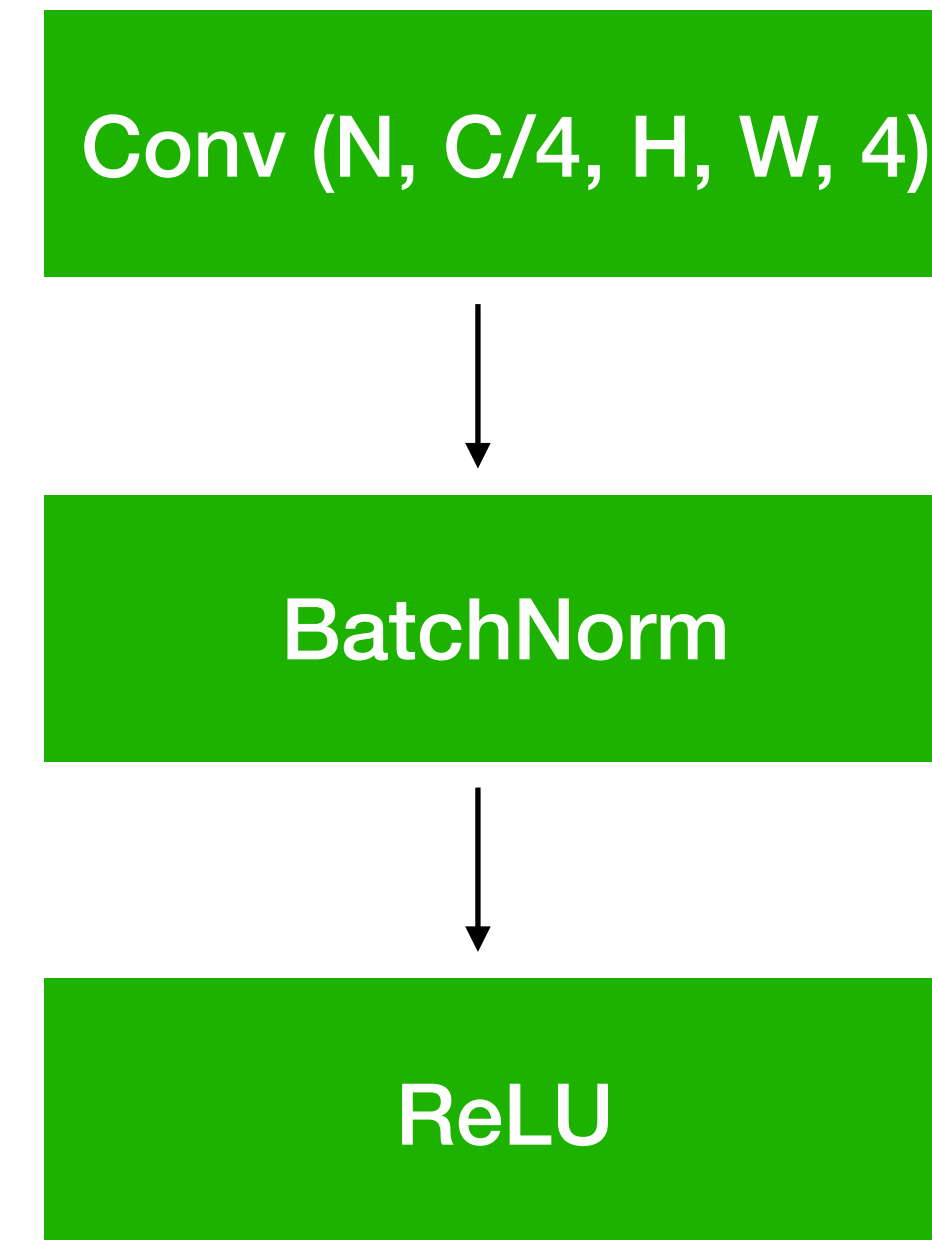 Conv (N, C/4, H, W, 4)
BatchNorm
ReLU